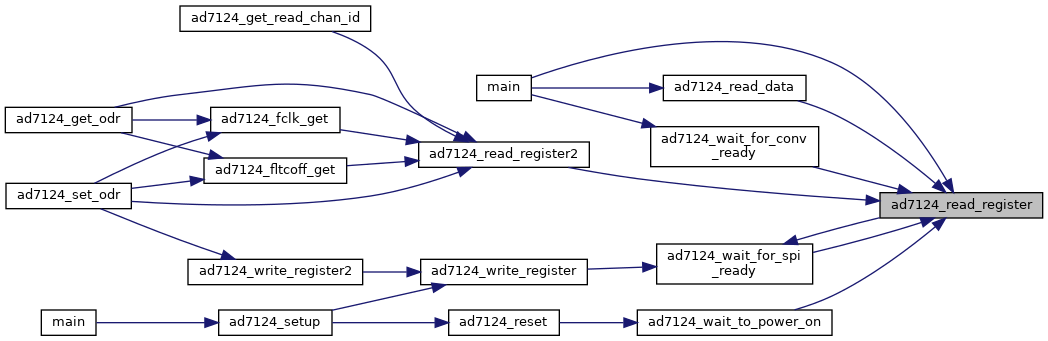 ad7124_get_read_chan_id
main
ad7124_read_data
ad7124_get_odr
ad7124_fclk_get
ad7124_wait_for_conv
_ready
ad7124_read_register2
ad7124_fltcoff_get
ad7124_set_odr
ad7124_read_register
ad7124_wait_for_spi
_ready
ad7124_write_register2
ad7124_write_register
main
ad7124_setup
ad7124_reset
ad7124_wait_to_power_on